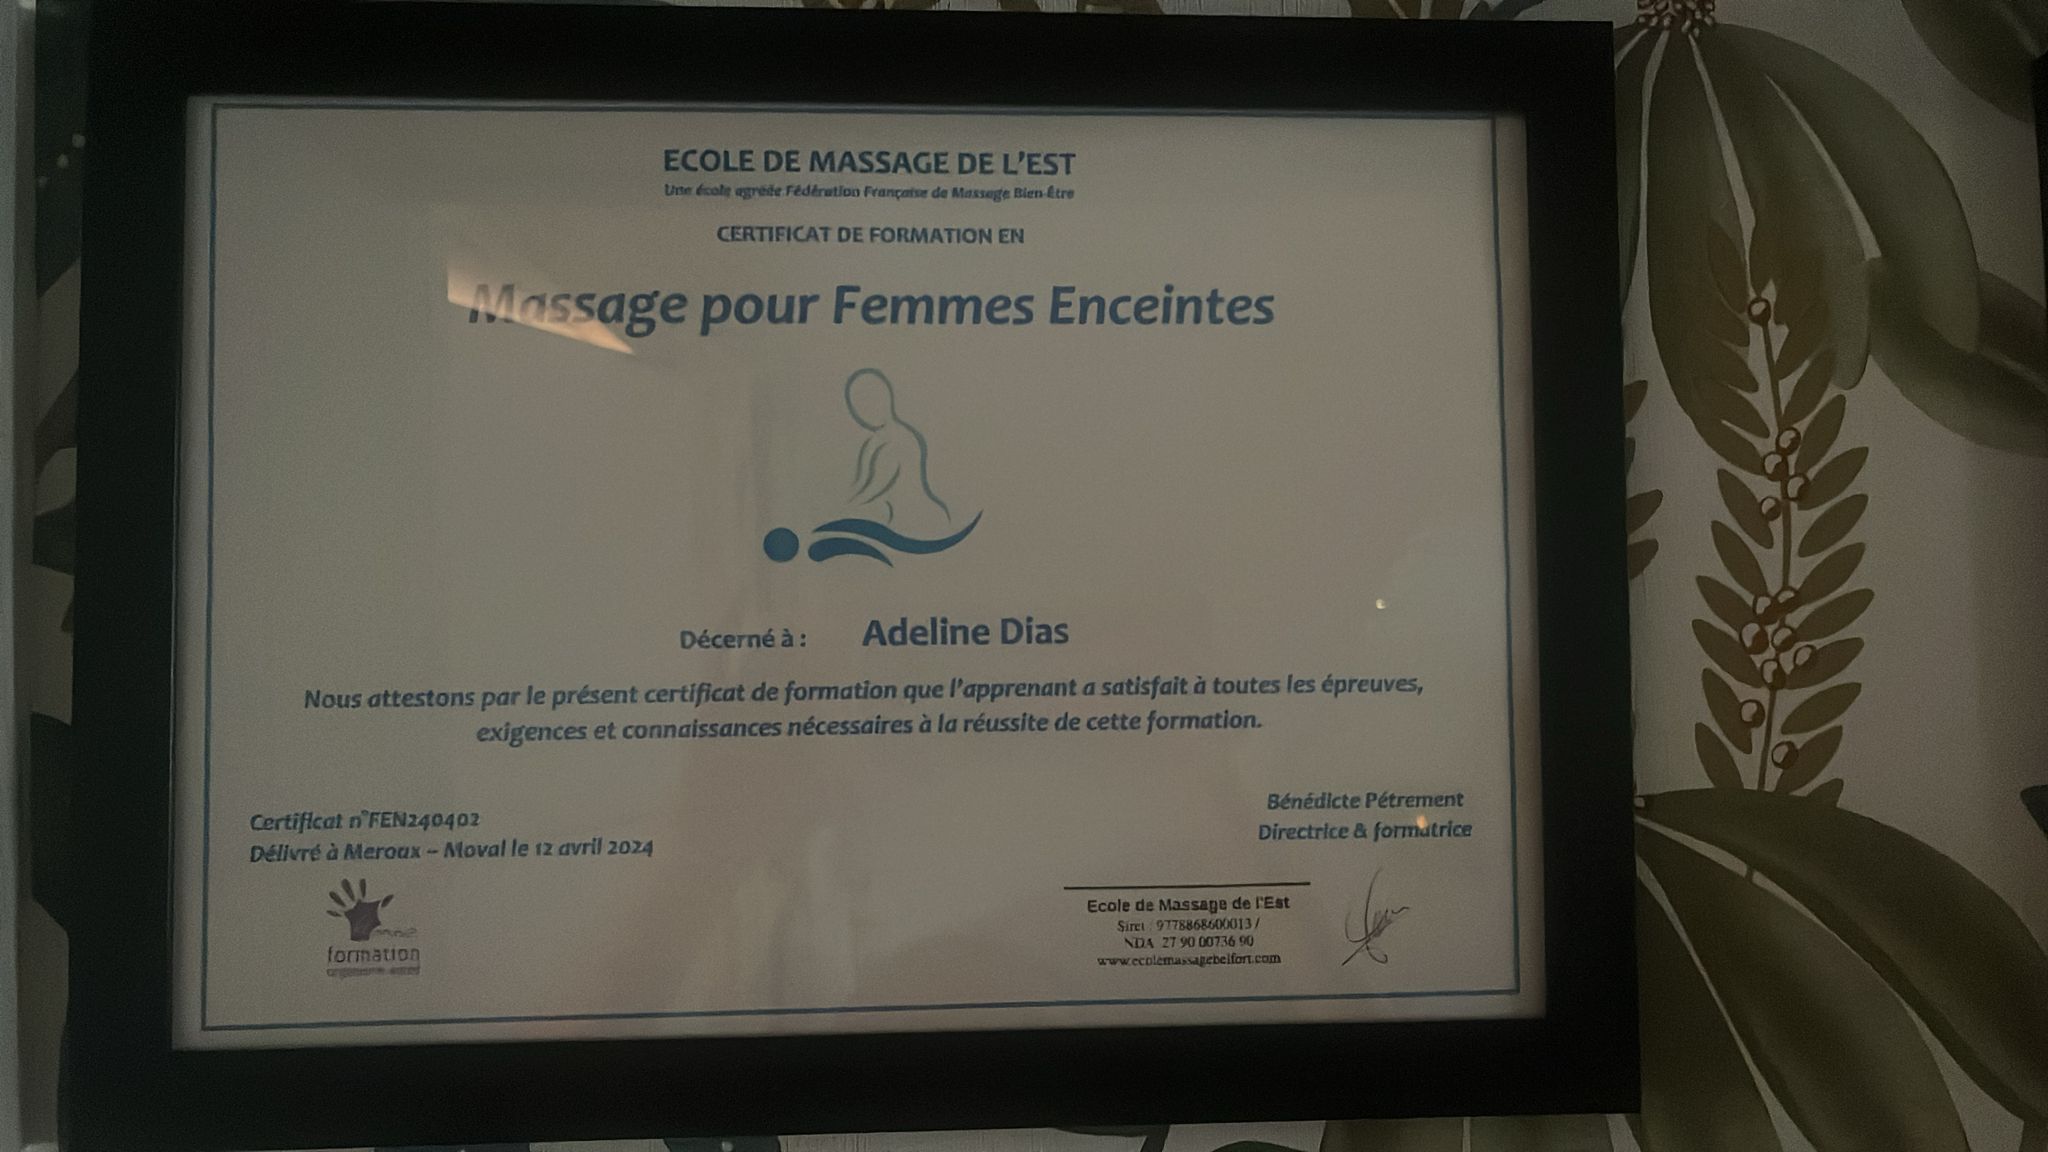 ECOLE DE MASSAGE DE L'EST
Une école agréée Fédération Française de Massage Bien-Être
CERTIFICAT DE FORMATION EN
Massage pour Femmes Enceintes
Décerné à : Adeline Dias
Nous attestons par le présent certificat de formation que l'apprenant a satisfait à toutes les épreuves,
exigences et connaissances nécessaires à la réussite de cette formation.
Certificat n°FEN240402
Délivré à Meroux – Moval le 12 avril 2024
Bénédicte Pétrement
Directrice & formatrice
formation
Ecole de Massage de l'Est
Siret : 9778868600013 /
NDA 27 90 00736 90
www.ecolemassagebelfort.com